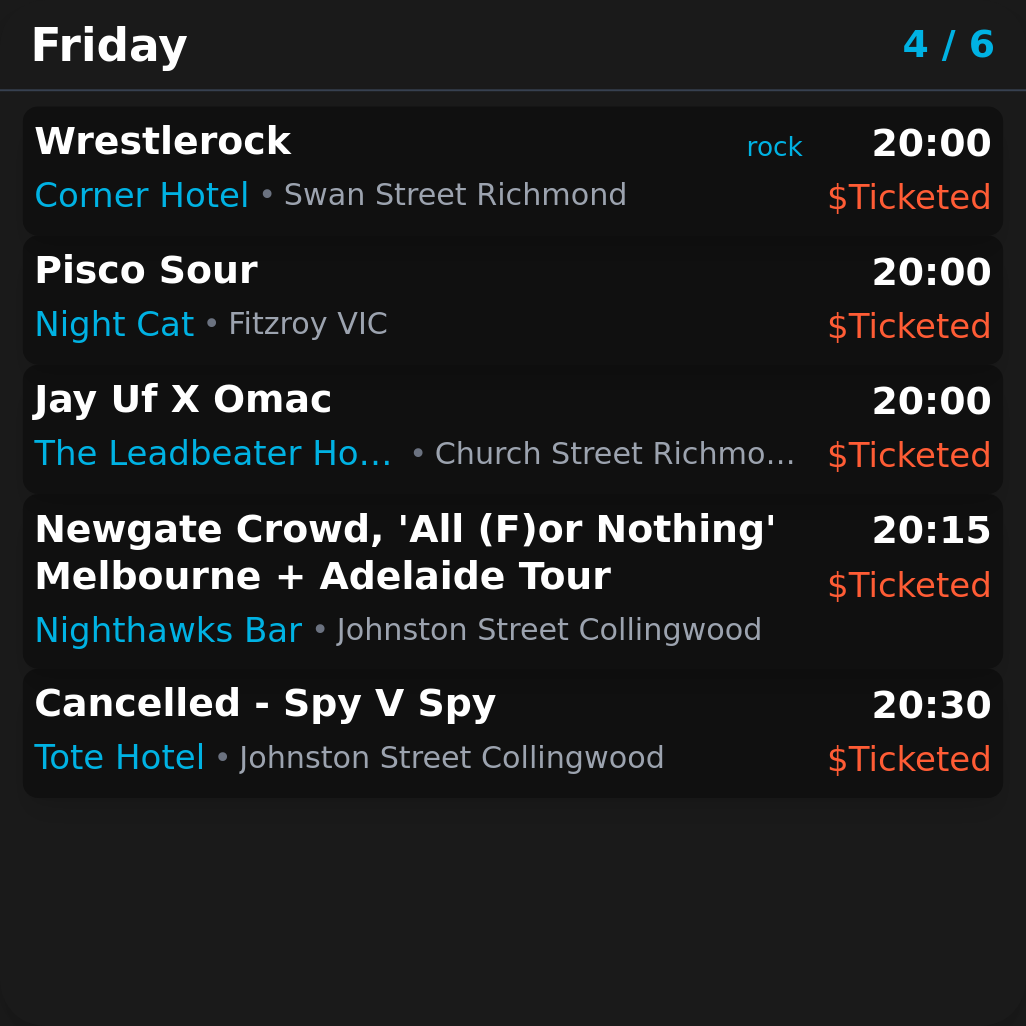 Friday 4 / 6
Wrestlerock rock 20:00
Corner Hotel • Swan Street Richmond $Ticketed
Pisco Sour 20:00
Night Cat • Fitzroy VIC $Ticketed
Jay Uf X Omac 20:00
The Leadbeater Ho... • Church Street Richmo... $Ticketed
Newgate Crowd, 'All (F)or Nothing' 20:15
Melbourne + Adelaide Tour $Ticketed
Nighthawks Bar • Johnston Street Collingwood
Cancelled - Spy V Spy 20:30
Tote Hotel • Johnston Street Collingwood $Ticketed